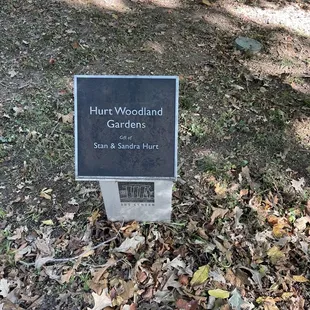 Hurt Woodland
Gardens
Gift of
Stan & Sandra Hurt